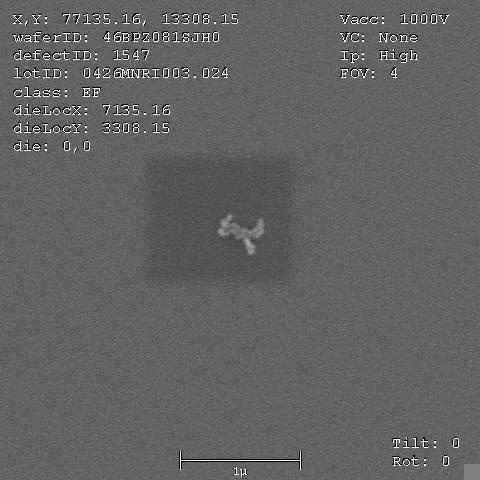 X,Y: 77135.16, 13308.15
Vacc: 1000V
waferID: 46BPZ081SJH0
VC: None
defectID: 1547
Ip: High
lotID: 0426MNRI003.024
FOV: 4
class: EF
dieLocX: 7135.16
dieLocY: 3308.15
die: 0,0
Tilt: 0
Rot: 0
1μ